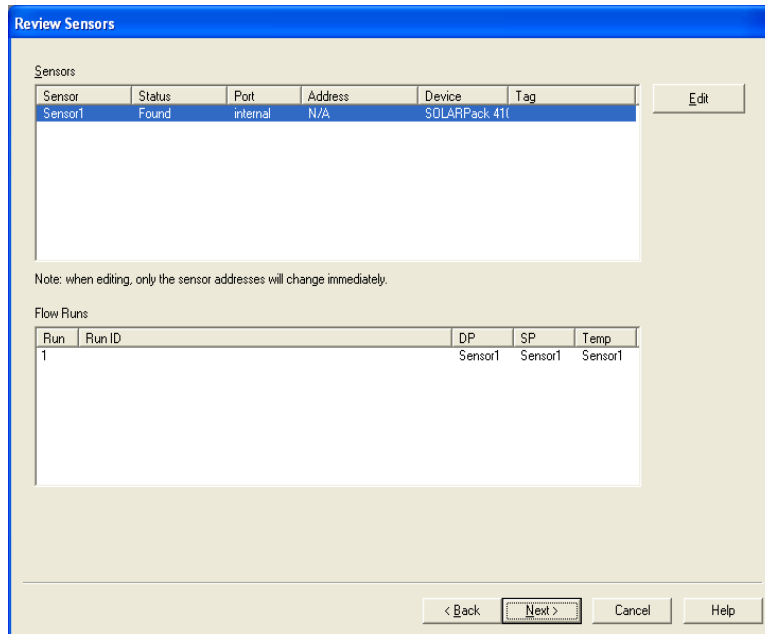 Review Sensors
Sensors
Sensor Status Port Address Device Tag
Sensor1 Found internal N/A SOLARPack 410
Edit
Note: when editing, only the sensor addresses will change immediately.
Flow Runs
Run Run ID DP SP Temp
1 Sensor1 Sensor1 Sensor1
< Back Next > Cancel Help